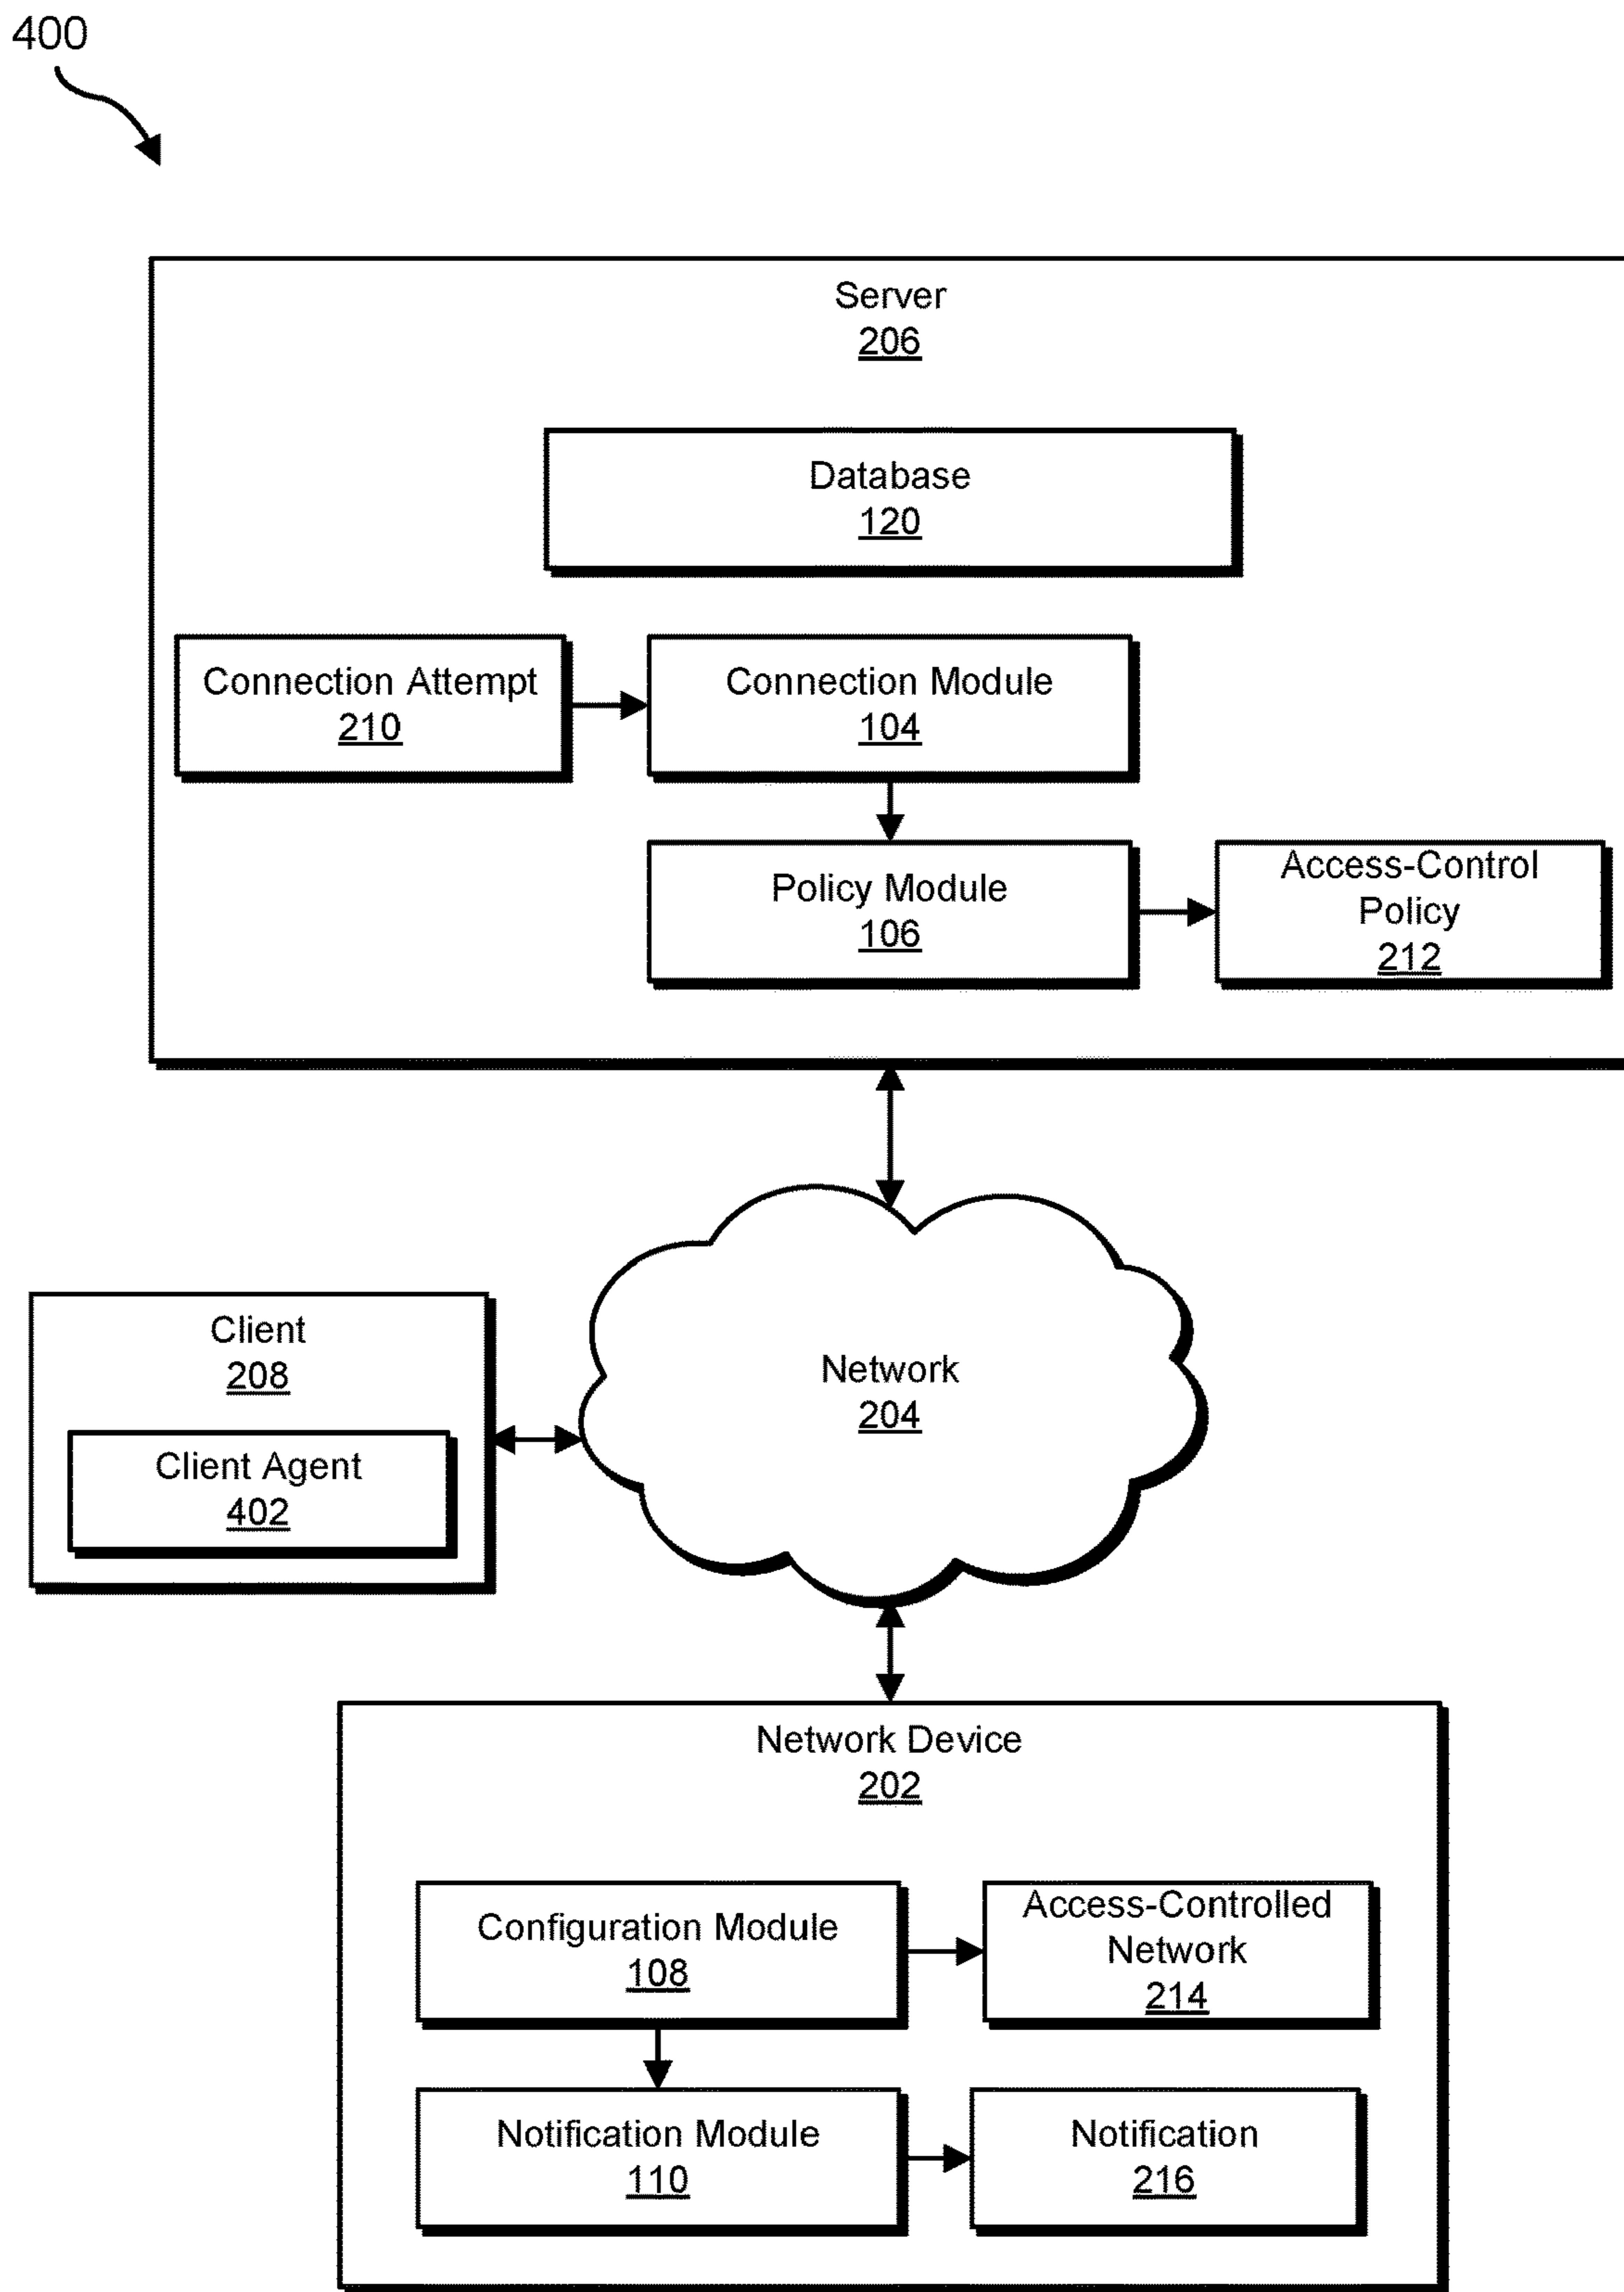 400
Server
206
Database
120
Connection Attempt
210
Connection Module
104
Policy Module
106
Access-Control
Policy
212
Client
208
Client Agent
402
Network
204
Network Device
202
Configuration Module
108
Access-Controlled
Network
214
Notification Module
110
Notification
216